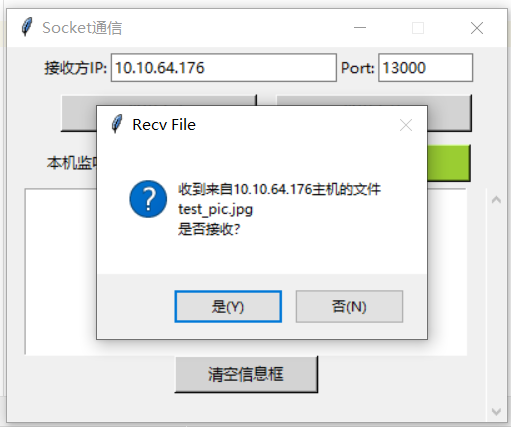 Socket通信
接收方IP: 10.10.64.176 Port: 13000
Recv File
本机监
收到来自10.10.64.176主机的文件
test_pic.jpg
是否接收?
是(Y) 否(N)
清空信息框